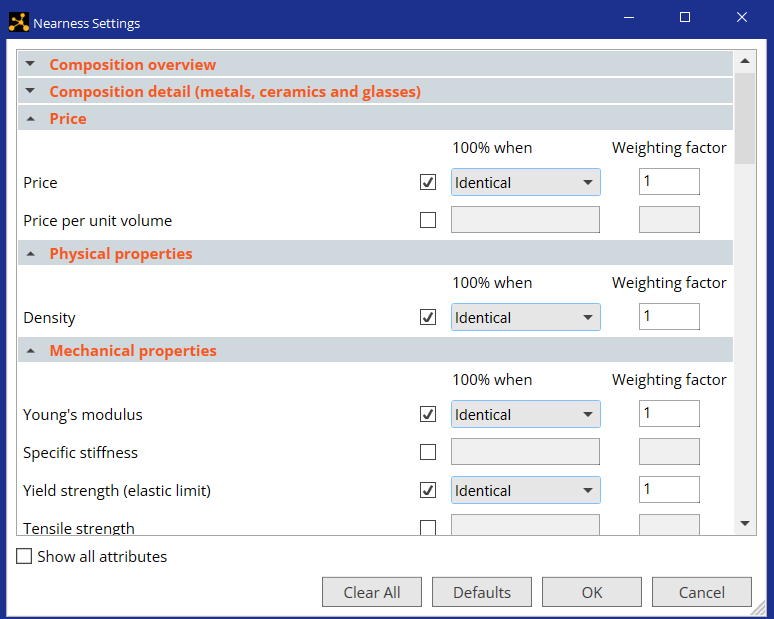 Nearness Settings
Composition overview
Composition detail (metals, ceramics and glasses)
Price
100% when Weighting factor
Price Identical 1
Price per unit volume
Physical properties
100% when Weighting factor
Density Identical 1
Mechanical properties
100% when Weighting factor
Young's modulus Identical 1
Specific stiffness
Yield strength (elastic limit) Identical 1
Tensile strength
Show all attributes
Clear All Defaults OK Cancel